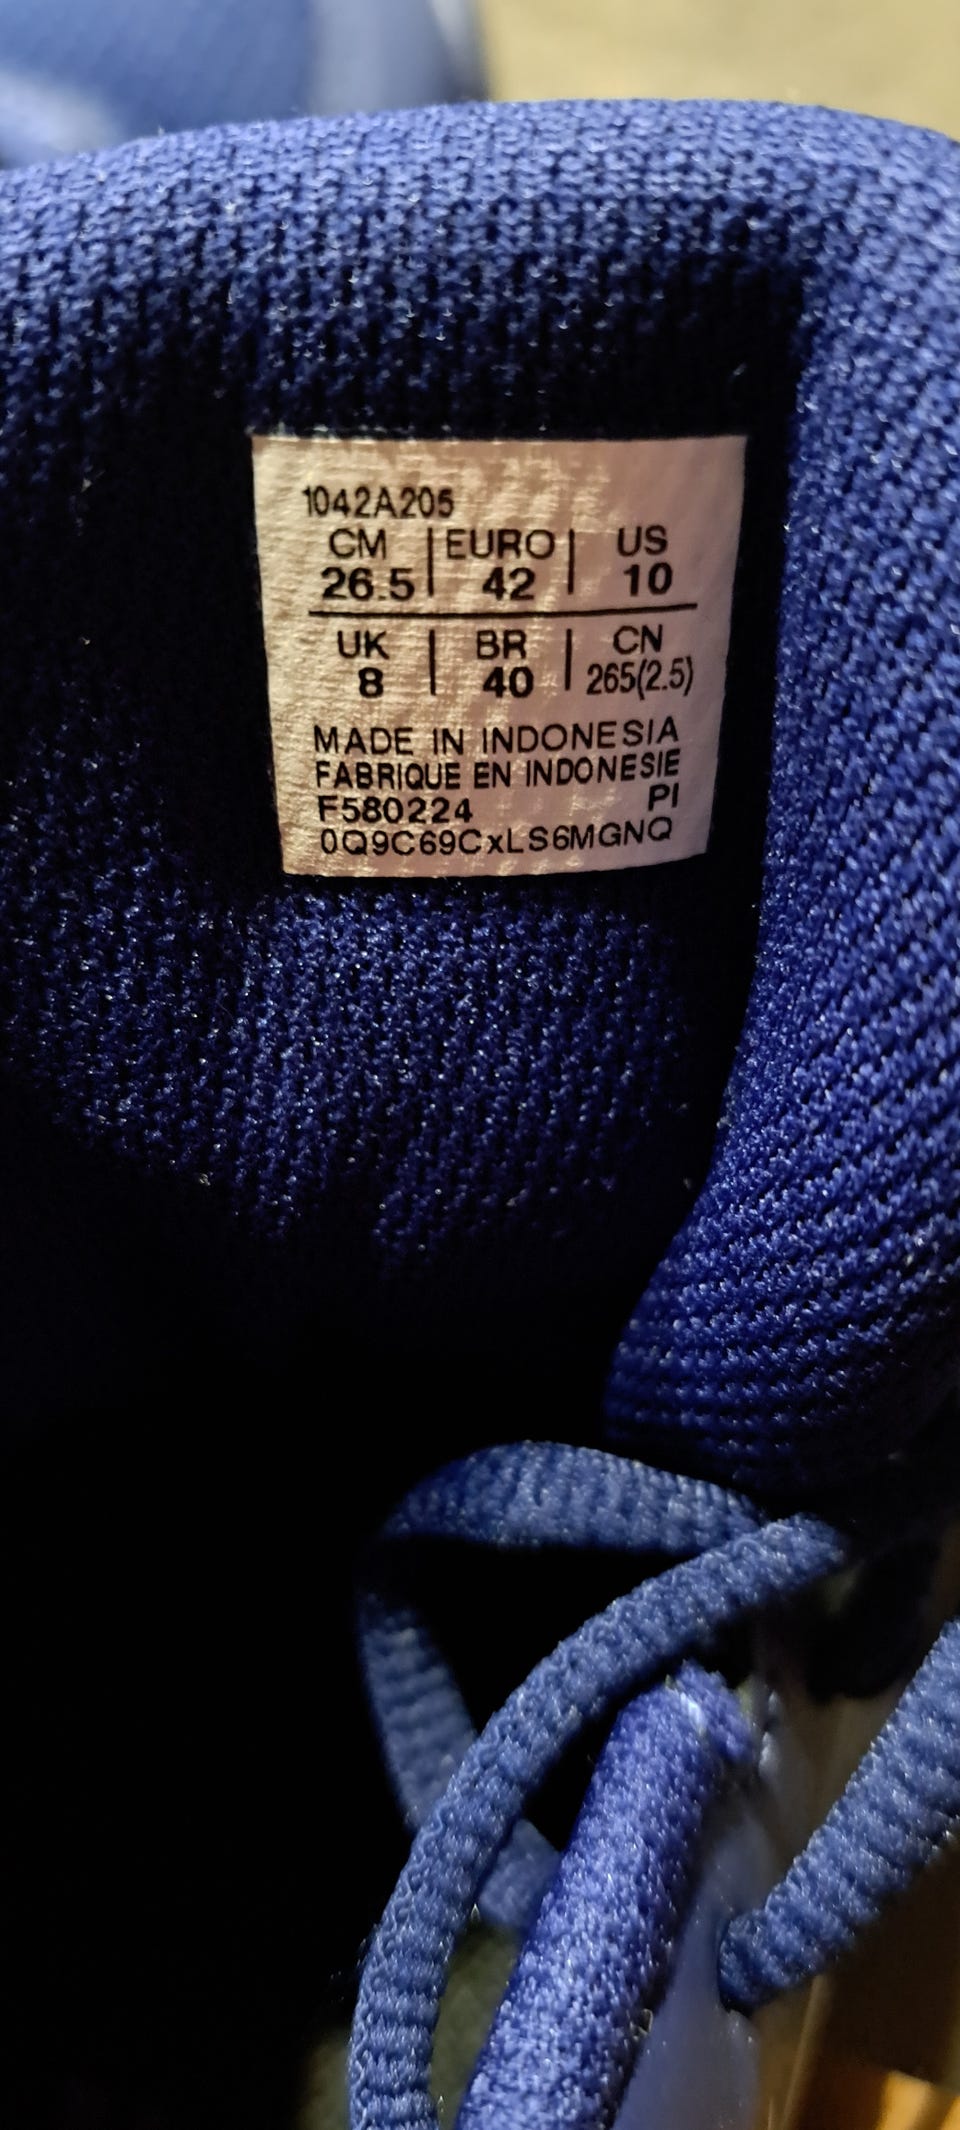 1042A205
CM | EURO | US
26.5 | 42 | 10
UK | BR | CN
8 | 40 | 265(2.5)
MADE IN INDONESIA
FABRIQUE EN INDONESIE
F580224 PI
0Q9C69CxLS6MGNQ